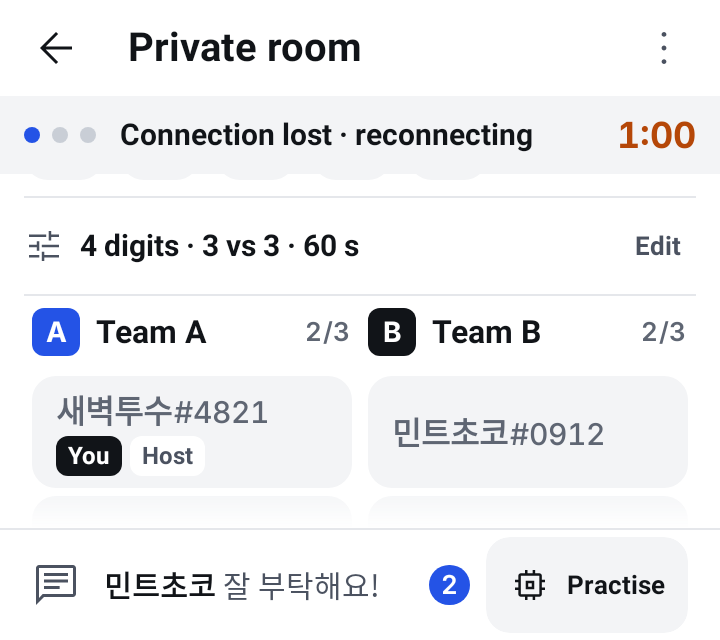 Private room
Connection lost · reconnecting 1:00
4 digits · 3 vs 3 · 60 s Edit
A Team A 2/3
B Team B 2/3
새벽투수#4821
You Host
민트초코#0912
민트초코 잘 부탁해요! 2
Practise